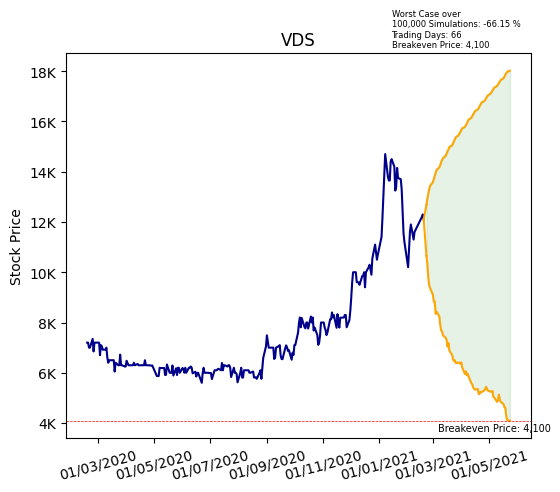 Worst Case over
100,000 Simulations: -66.15 %
Trading Days: 66
Breakeven Price: 4,100
VDS
Stock Price
18K
16K
14K
12K
10K
8K
6K
4K
Breakeven Price: 4,100
01/03/2020
01/05/2020
01/07/2020
01/09/2020
01/11/2020
01/01/2021
01/03/2021
01/05/2021